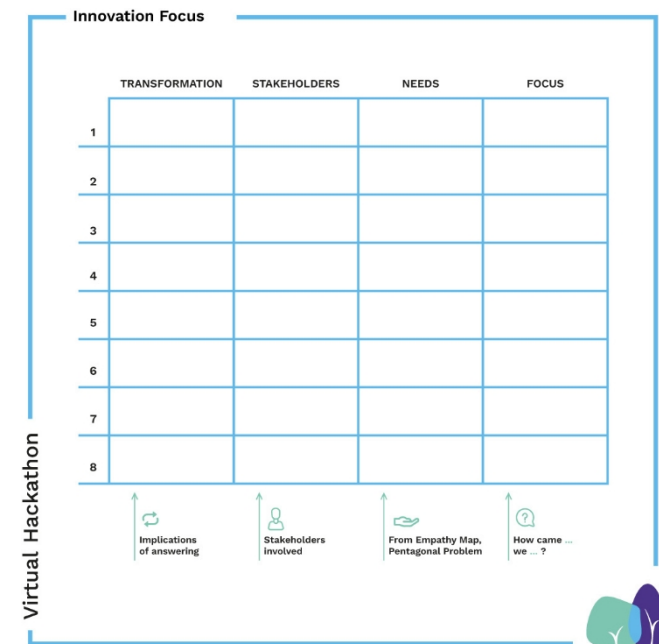 Innovation Focus
TRANSFORMATION STAKEHOLDERS NEEDS FOCUS
1
2
3
4
5
6
7
8
Implications
of answering
Stakeholders
involved
From Empathy Map,
Pentagonal Problem
How came ...
we ... ?
Virtual Hackathon